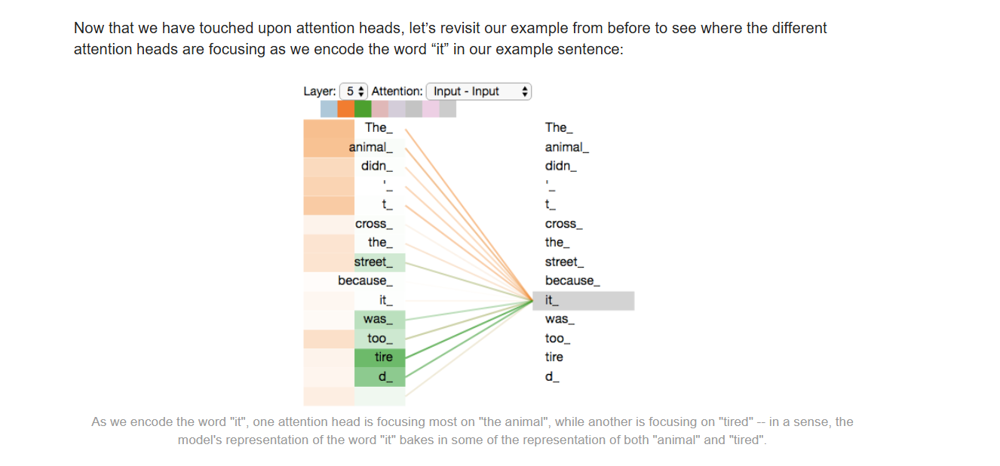 Now that we have touched upon attention heads, let’s revisit our example from before to see where the different
attention heads are focusing as we encode the word “it” in our example sentence:
Layer: 5 Attention: Input - Input
The_ The_
animal_ animal_
didn_ didn_
'_ '_
t_ t_
cross_ cross_
the_ the_
street_ street_
because_ because_
it_ it_
was_ was_
too_ too_
tire tire
d_ d_
As we encode the word "it", one attention head is focusing most on "the animal", while another is focusing on "tired" -- in a sense, the
model's representation of the word "it" bakes in some of the representation of both "animal" and "tired".